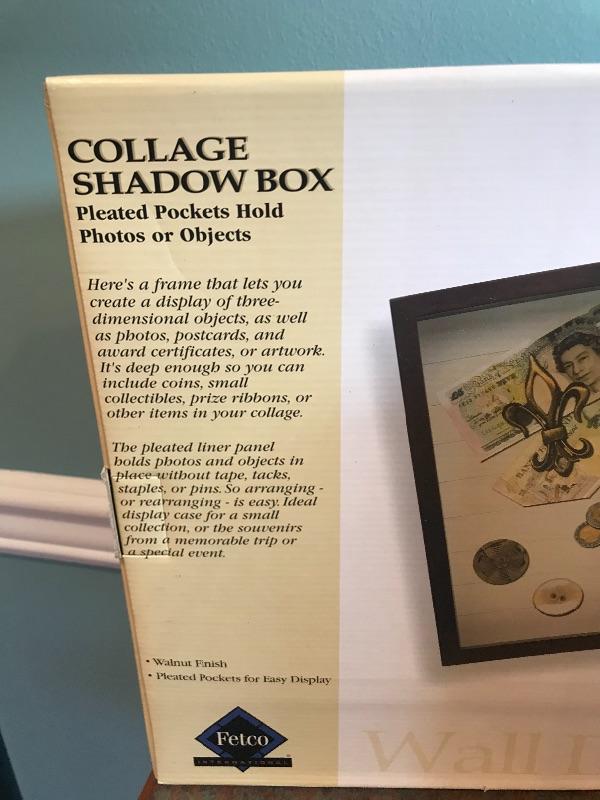 COLLAGE
SHADOW BOX
Pleated Pockets Hold
Photos or Objects
Here's a frame that lets you
create a display of three-
dimensional objects, as well
as photos, postcards, and
award certificates, or artwork.
It's deep enough so you can
include coins, small
collectibles, prize ribbons, or
other items in your collage.
The pleated liner panel
holds photos and objects in
place without tape, tacks,
staples, or pins. So arranging -
or rearranging - is easy. Ideal
display case for a small
collection, or the souvenirs
from a memorable trip or
a special event.
• Walnut Finish
• Pleated Pockets for Easy Display
Fetco
INTERNATIONAL
Wall